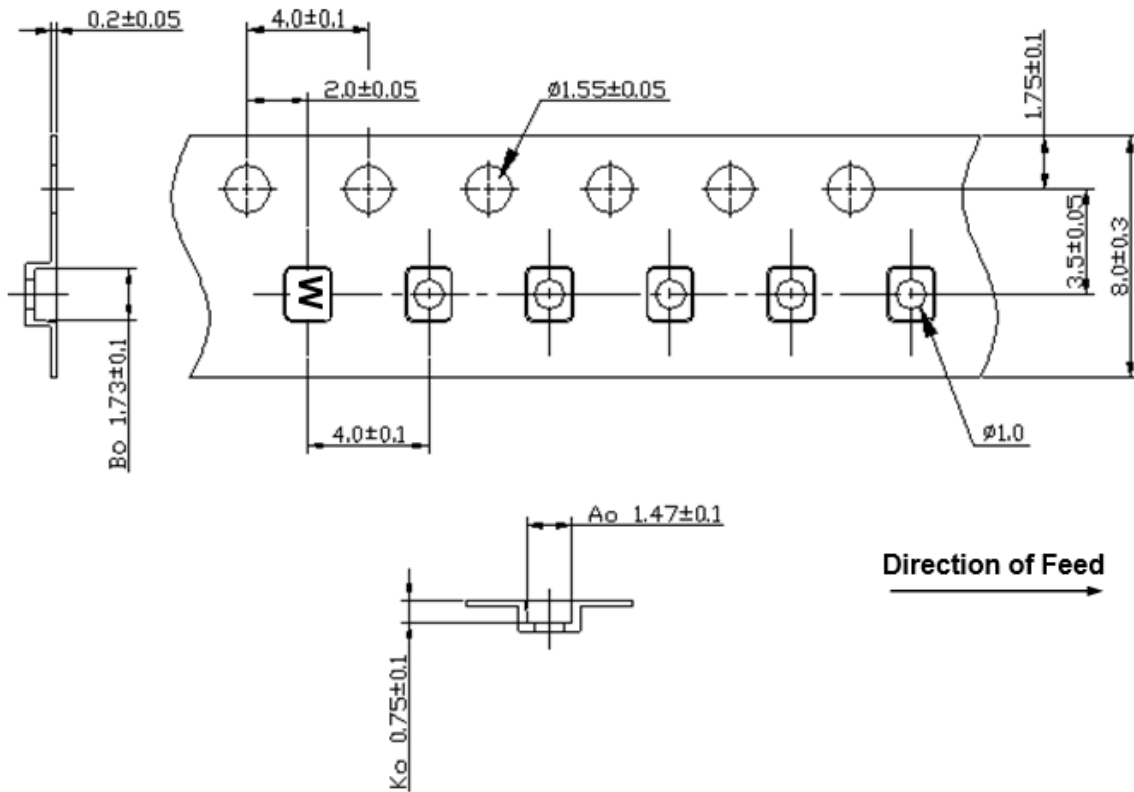 0.2±0.05
4.0±0.1
2.0±0.05
ø1.55±0.05
1.75±0.1
3.5±0.05
8.0±0.3
W
Bo 1.73±0.1
4.0±0.1
ø1.0
Ao 1.47±0.1
Direction of Feed
Ko 0.75±0.1